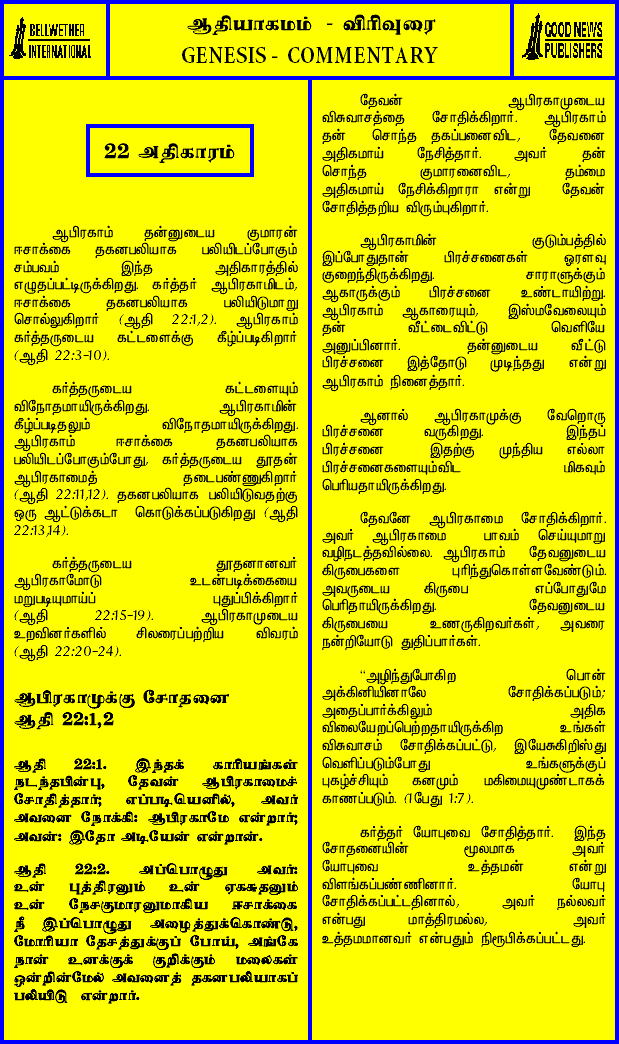 BELLWETHER
INTERNATIONAL
ஆதியாகமம் - விரிவுரை
GENESIS - COMMENTARY
GOOD NEWS
PUBLISHERS
22 அதிகாரம்
ஆபிரகாம் தன்னுடைய குமாரன்
ஈசாக்கை தகனபலியாக பலியிடப்போகும்
சம்பவம் இந்த அதிகாரத்தில்
எழுதப்பட்டிருக்கிறது. கர்த்தர் ஆபிரகாமிடம்,
ஈசாக்கை தகனபலியாக பலியிடுமாறு
சொல்லுகிறார் (ஆதி 22:1,2). ஆபிரகாம்
கர்த்தருடைய கட்டளைக்கு கீழ்ப்படிகிறார்
(ஆதி 22:3-10).
கர்த்தருடைய கட்டளையும்
விநோதமாயிருக்கிறது. ஆபிரகாமின்
கீழ்ப்படிதலும் விநோதமாயிருக்கிறது.
ஆபிரகாம் ஈசாக்கை தகனபலியாக
பலியிடப்போகும்போது, கர்த்தருடைய தூதன்
ஆபிரகாமைத் தடைபண்ணுகிறார்
(ஆதி 22:11,12). தகனபலியாக பலியிடுவதற்கு
ஒரு ஆட்டுக்கடா கொடுக்கப்படுகிறது (ஆதி
22:13,14).
கர்த்தருடைய தூதனானவர்
ஆபிரகாமோடு உடன்படிக்கையை
மறுபடியுமாய்ப் புதுப்பிக்கிறார்
(ஆதி 22:15-19). ஆபிரகாமுடைய
உறவினர்களில் சிலரைப்பற்றிய விவரம்
(ஆதி 22:20-24).
ஆபிரகாமுக்கு சோதனை
ஆதி 22:1,2
ஆதி 22:1. இந்தக் காரியங்கள்
நடந்தபின்பு, தேவன் ஆபிரகாமைச்
சோதித்தார்; எப்படியெனில், அவர்
அவனை நோக்கி: ஆபிரகாமே என்றார்;
அவன்: இதோ அடியேன் என்றான்.
ஆதி 22:2. அப்பொழுது அவர்:
உன் புத்திரனும் உன் ஏகசுதனும்
உன் நேசகுமாரனுமாகிய ஈசாக்கை
நீ இப்பொழுது அழைத்துக்கொண்டு,
மோரியா தேசத்துக்குப் போய், அங்கே
நான் உனக்குக் குறிக்கும் மலைகள்
ஒன்றின்மேல் அவனைத் தகனபலியாகப்
பலியிடு என்றார்.
தேவன் ஆபிரகாமுடைய
விசுவாசத்தை சோதிக்கிறார். ஆபிரகாம்
தன் சொந்த தகப்பனைவிட, தேவனை
அதிகமாய் நேசித்தார். அவர் தன்
சொந்த குமாரனைவிட, தம்மை
அதிகமாய் நேசிக்கிறாரா என்று தேவன்
சோதித்தறிய விரும்புகிறார்.
ஆபிரகாமின் குடும்பத்தில்
இப்போதுதான் பிரச்சனைகள் ஓரளவு
குறைந்திருக்கிறது. சாராளுக்கும்
ஆகாருக்கும் பிரச்சனை உண்டாயிற்று.
ஆபிரகாம் ஆகாரையும், இஸ்மவேலையும்
தன் வீட்டைவிட்டு வெளியே
அனுப்பினார். தன்னுடைய வீட்டு
பிரச்சனை இத்தோடு முடிந்தது என்று
ஆபிரகாம் நினைத்தார்.
ஆனால் ஆபிரகாமுக்கு வேறொரு
பிரச்சனை வருகிறது. இந்தப்
பிரச்சனை இதற்கு முந்திய எல்லா
பிரச்சனைகளையும்விட மிகவும்
பெரியதாயிருக்கிறது.
தேவனே ஆபிரகாமை சோதிக்கிறார்.
அவர் ஆபிரகாமை பாவம் செய்யுமாறு
வழிநடத்தவில்லை. ஆபிரகாம் தேவனுடைய
கிருபைகளை புரிந்துகொள்ளவேண்டும்.
அவருடைய கிருபை எப்போதுமே
பெரிதாயிருக்கிறது. தேவனுடைய
கிருபையை உணருகிறவர்கள், அவரை
நன்றியோடு துதிப்பார்கள்.
“அழிந்துபோகிற பொன்
அக்கினியினாலே சோதிக்கப்படும்;
அதைப்பார்க்கிலும் அதிக
விலையேறப்பெற்றதாயிருக்கிற உங்கள்
விசுவாசம் சோதிக்கப்பட்டு, இயேசுகிறிஸ்து
வெளிப்படும்போது உங்களுக்குப்
புகழ்ச்சியும் கனமும் மகிமையுமுண்டாகக்
காணப்படும். (1பேது 1:7).
கர்த்தர் யோபுவை சோதித்தார். இந்த
சோதனையின் மூலமாக அவர்
யோபுவை உத்தமன் என்று
விளங்கப்பண்ணினார். யோபு
சோதிக்கப்பட்டதினால், அவர் நல்லவர்
என்பது மாத்திரமல்ல, அவர்
உத்தமமானவர் என்பதும் நிரூபிக்கப்பட்டது.